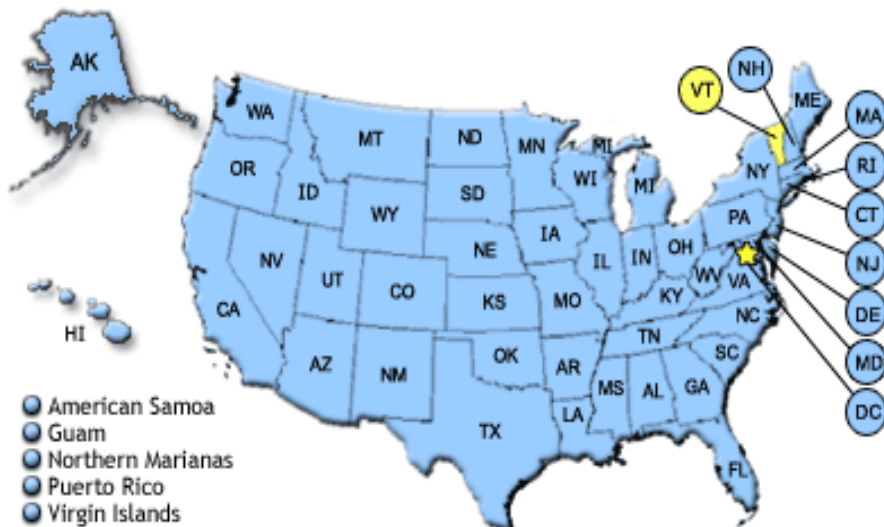 AK
VT
NH
ME
MA
WA
MT
ND
MN
MI
WI
MI
NY
RI
OR
ID
SD
WY
CT
PA
IA
NE
NJ
OH
IN
IL
NV
UT
CO
WV
VA
CA
KS
MO
KY
DE
NC
HI
TN
OK
AR
SC
MD
AZ
NM
MS
AL
GA
DC
LA
TX
FL
American Samoa
Guam
Northern Marianas
Puerto Rico
Virgin Islands